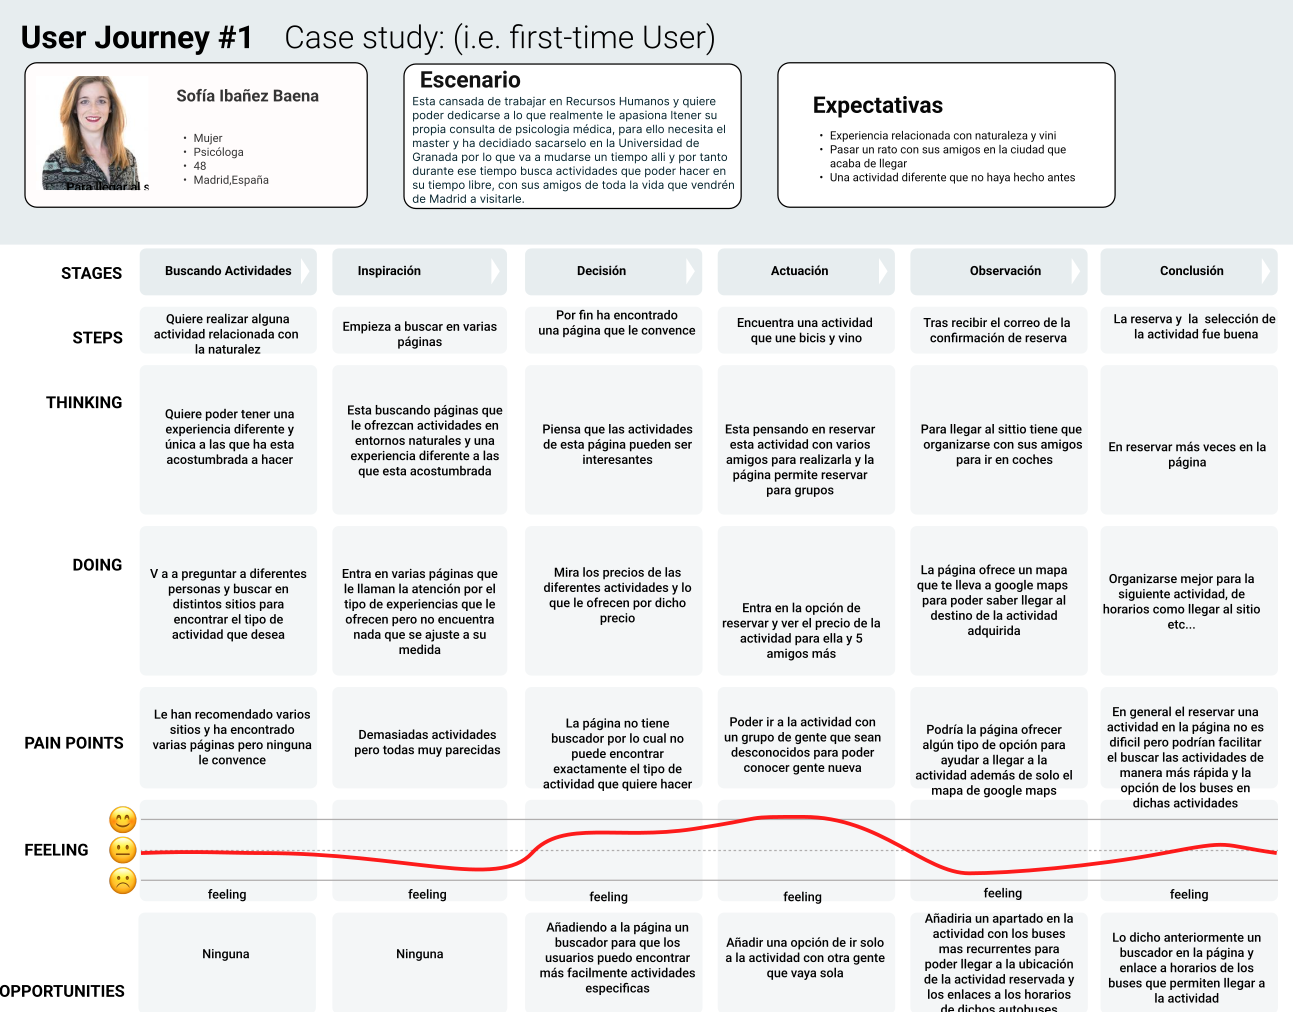 User Journey #1 Case study: (i.e. first-time User)
Sofía Ibañez Baena
• Mujer
• Psicóloga
• 48
• Madrid,España
Para llegar al s
Escenario
Esta cansada de trabajar en Recursos Humanos y quiere
poder dedicarse a lo que realmente le apasiona ltener su
propia consulta de psicologia médica, para ello necesita el
master y ha decidiado sacarselo en la Universidad de
Granada por lo que va a mudarse un tiempo alli y por tanto
durante ese tiempo busca actividades que poder hacer en
su tiempo libre, con sus amigos de toda la vida que vendrén
de Madrid a visitarle.
Expectativas
• Experiencia relacionada con naturaleza y vini
• Pasar un rato con sus amigos en la ciudad que
acaba de llegar
• Una actividad diferente que no haya hecho antes
STAGES
Buscando Actividades
Inspiración
Decisión
Actuación
Observación
Conclusión
STEPS
Quiere realizar alguna
actividad relacionada con
la naturalez
Empieza a buscar en varias
páginas
Por fin ha encontrado
una página que le convence
Encuentra una actividad
que une bicis y vino
Tras recibir el correo de la
confirmación de reserva
La reserva y la selección de
la actividad fue buena
THINKING
Quiere poder tener una
experiencia diferente y
única a las que ha esta
acostumbrada a hacer
Esta buscando páginas que
le ofrezcan actividades en
entornos naturales y una
experiencia diferente a las
que esta acostumbrada
Piensa que las actividades
de esta página pueden ser
interesantes
Esta pensando en reservar
esta actividad con varios
amigos para realizarla y la
página permite reservar
para grupos
Para llegar al sittio tiene que
organizarse con sus amigos
para ir en coches
En reservar más veces en la
página
DOING
V a a preguntar a diferentes
personas y buscar en
distintos sitios para
encontrar el tipo de
actividad que desea
Entra en varias páginas que
le llaman la atención por el
tipo de experiencias que le
ofrecen pero no encuentra
nada que se ajuste a su
medida
Mira los precios de las
diferentes actividades y lo
que le ofrecen por dicho
precio
Entra en la opción de
reservar y ver el precio de la
actividad para ella y 5
amigos más
La página ofrece un mapa
que te lleva a google maps
para poder saber llegar al
destino de la actividad
adquirida
Organizarse mejor para la
siguiente actividad, de
horarios como llegar al sitio
etc...
PAIN POINTS
Le han recomendado varios
sitios y ha encontrado
varias páginas pero ninguna
le convence
Demasiadas actividades
pero todas muy parecidas
La página no tiene
buscador por lo cual no
puede encontrar
exactamente el tipo de
actividad que quiere hacer
Poder ir a la actividad con
un grupo de gente que sean
desconocidos para poder
conocer gente nueva
Podría la página ofrecer
algún tipo de opción para
ayudar a llegar a la
actividad además de solo el
mapa de google maps
En general el reservar una
actividad en la página no es
dificil pero podrían facilitar
el buscar las actividades de
manera más rápida y la
opción de los buses en
dichas actividades
FEELING
feeling
feeling
feeling
feeling
feeling
feeling
OPPORTUNITIES
Ninguna
Ninguna
Añadiendo a la página un
buscador para que los
usuarios puedo encontrar
más facilmente actividades
especificas
Añadir una opción de ir solo
a la actividad con otra gente
que vaya sola
Añadiria un apartado en la
actividad con los buses
mas recurrentes para
poder llegar a la ubicación
de la actividad reservada y
los enlaces a los horarios
de dichos autobuses
Lo dicho anteriormente un
buscador en la página y
enlace a horarios de los
buses que permiten llegar a
la actividad